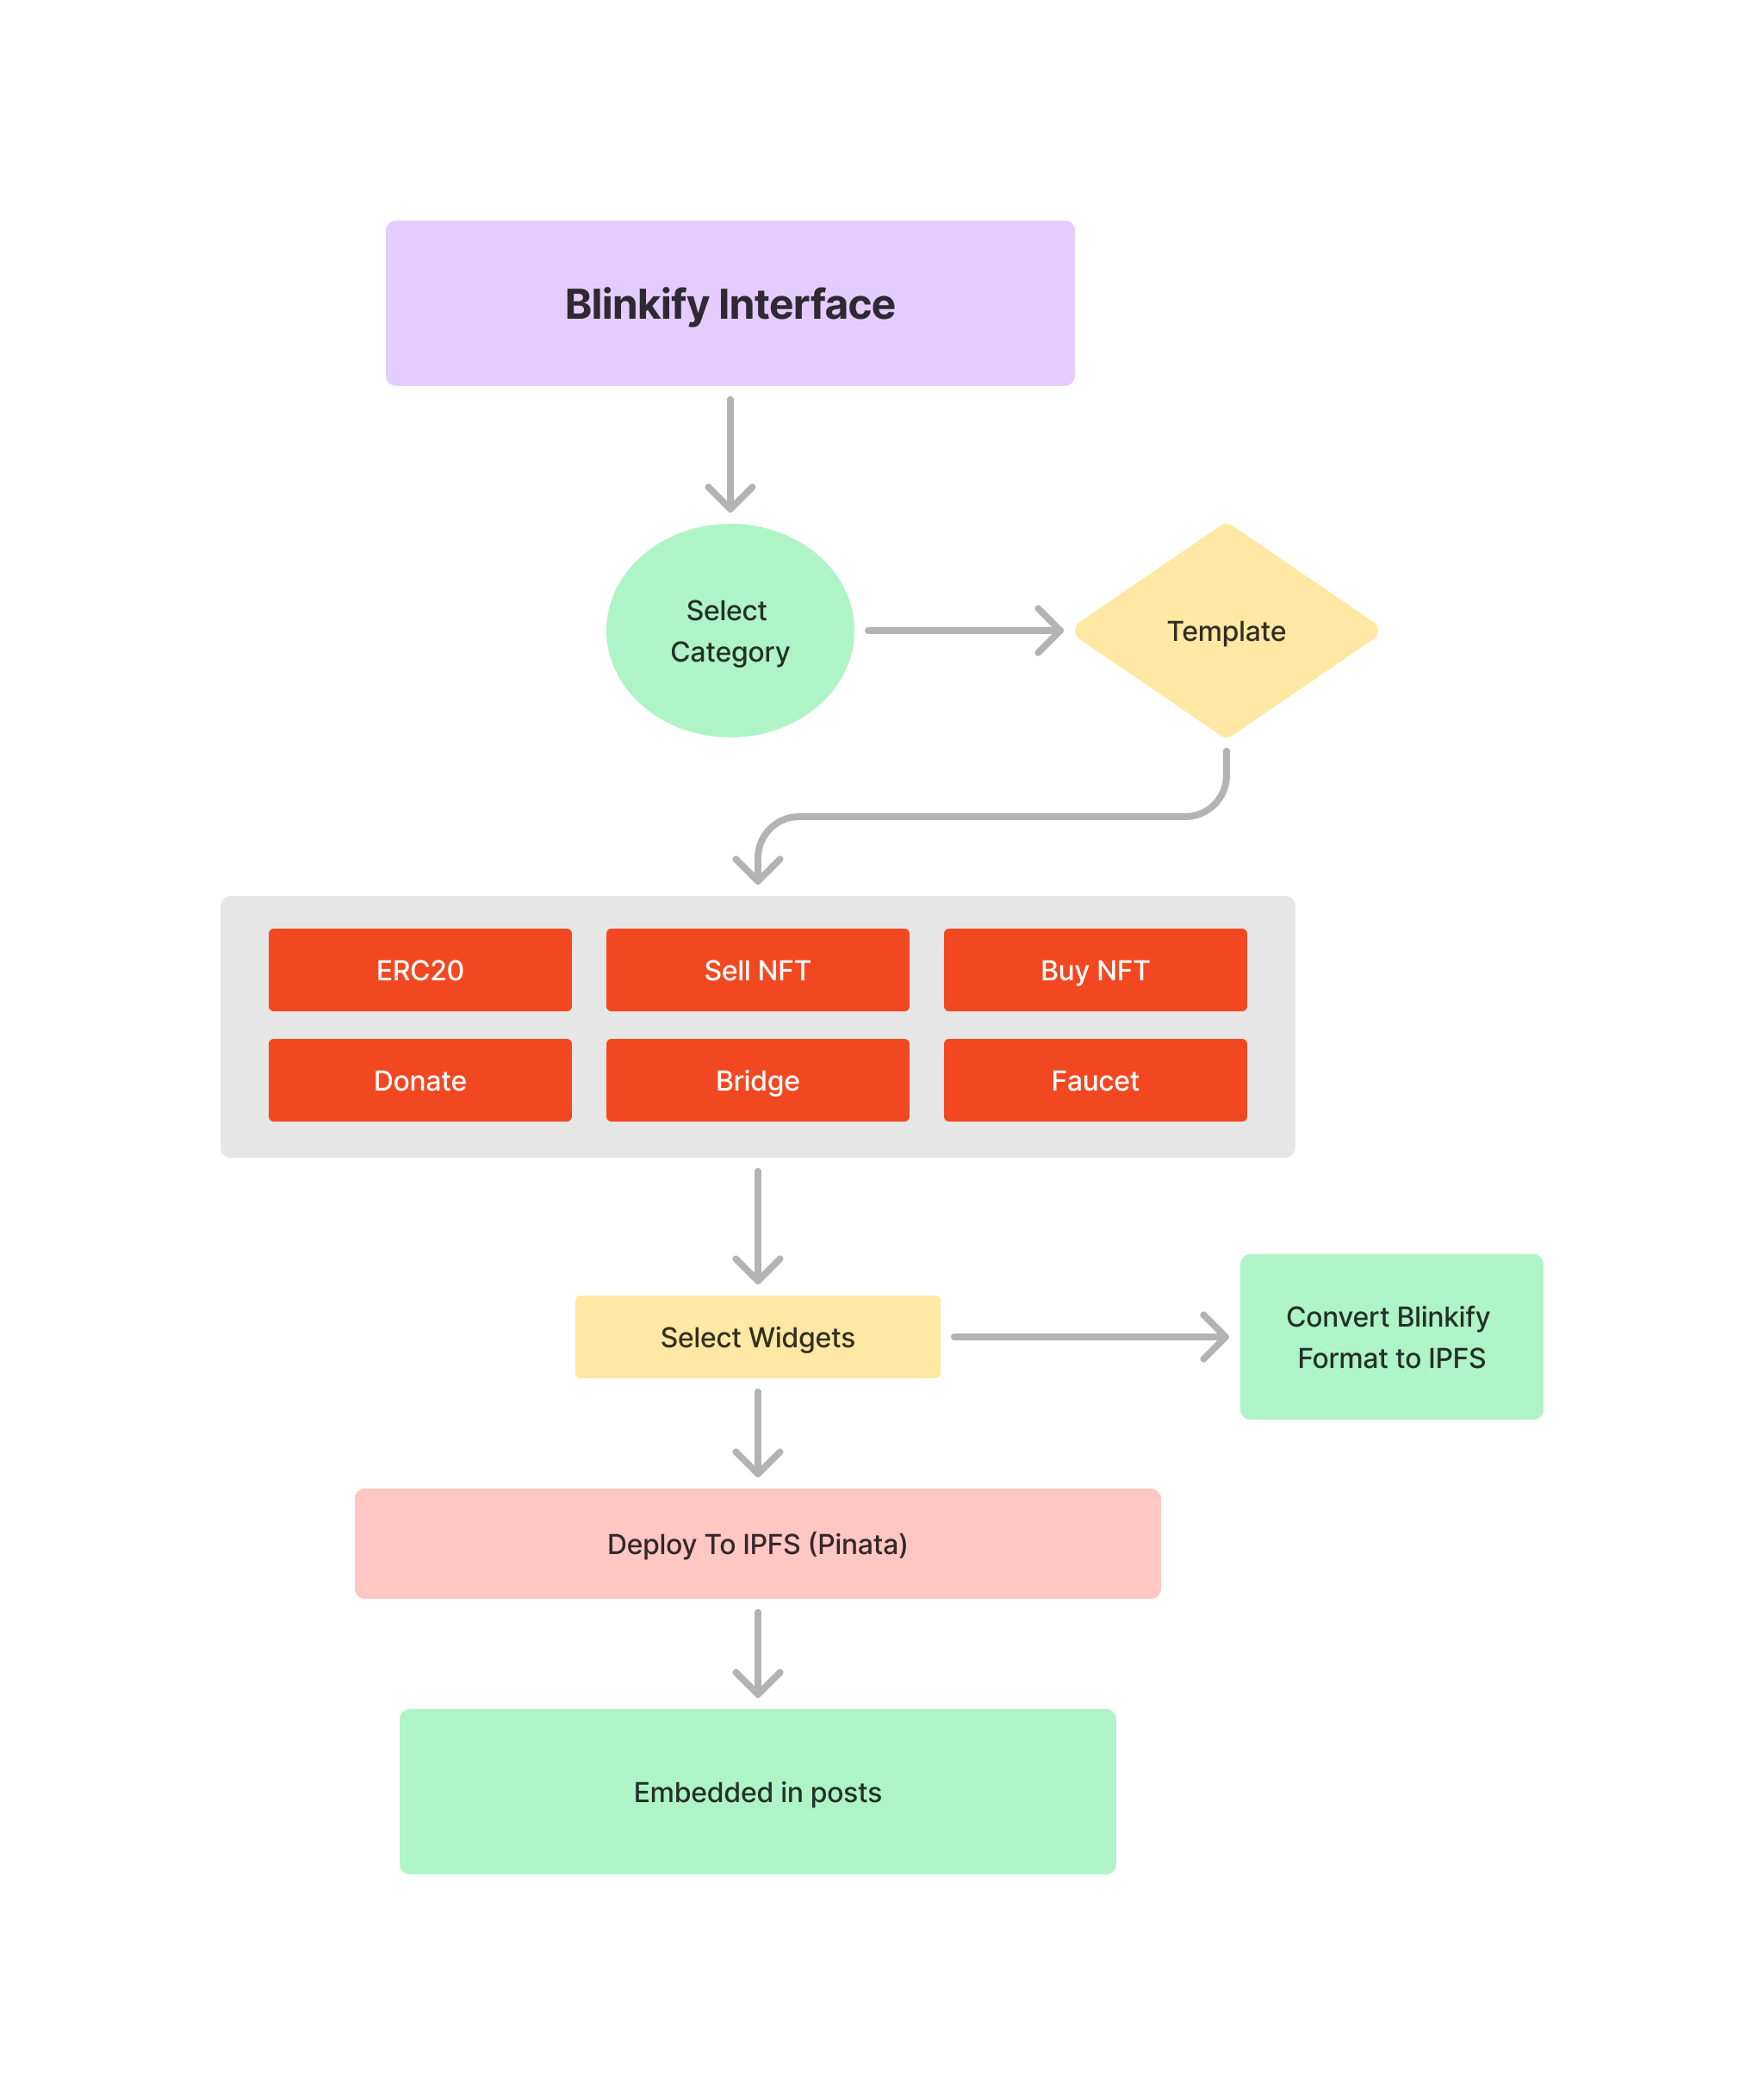 Blinkify Interface
Select
Category
Template
ERC20
Sell NFT
Buy NFT
Donate
Bridge
Faucet
Select Widgets
Convert Blinkify
Format to IPFS
Deploy To IPFS (Pinata)
Embedded in posts